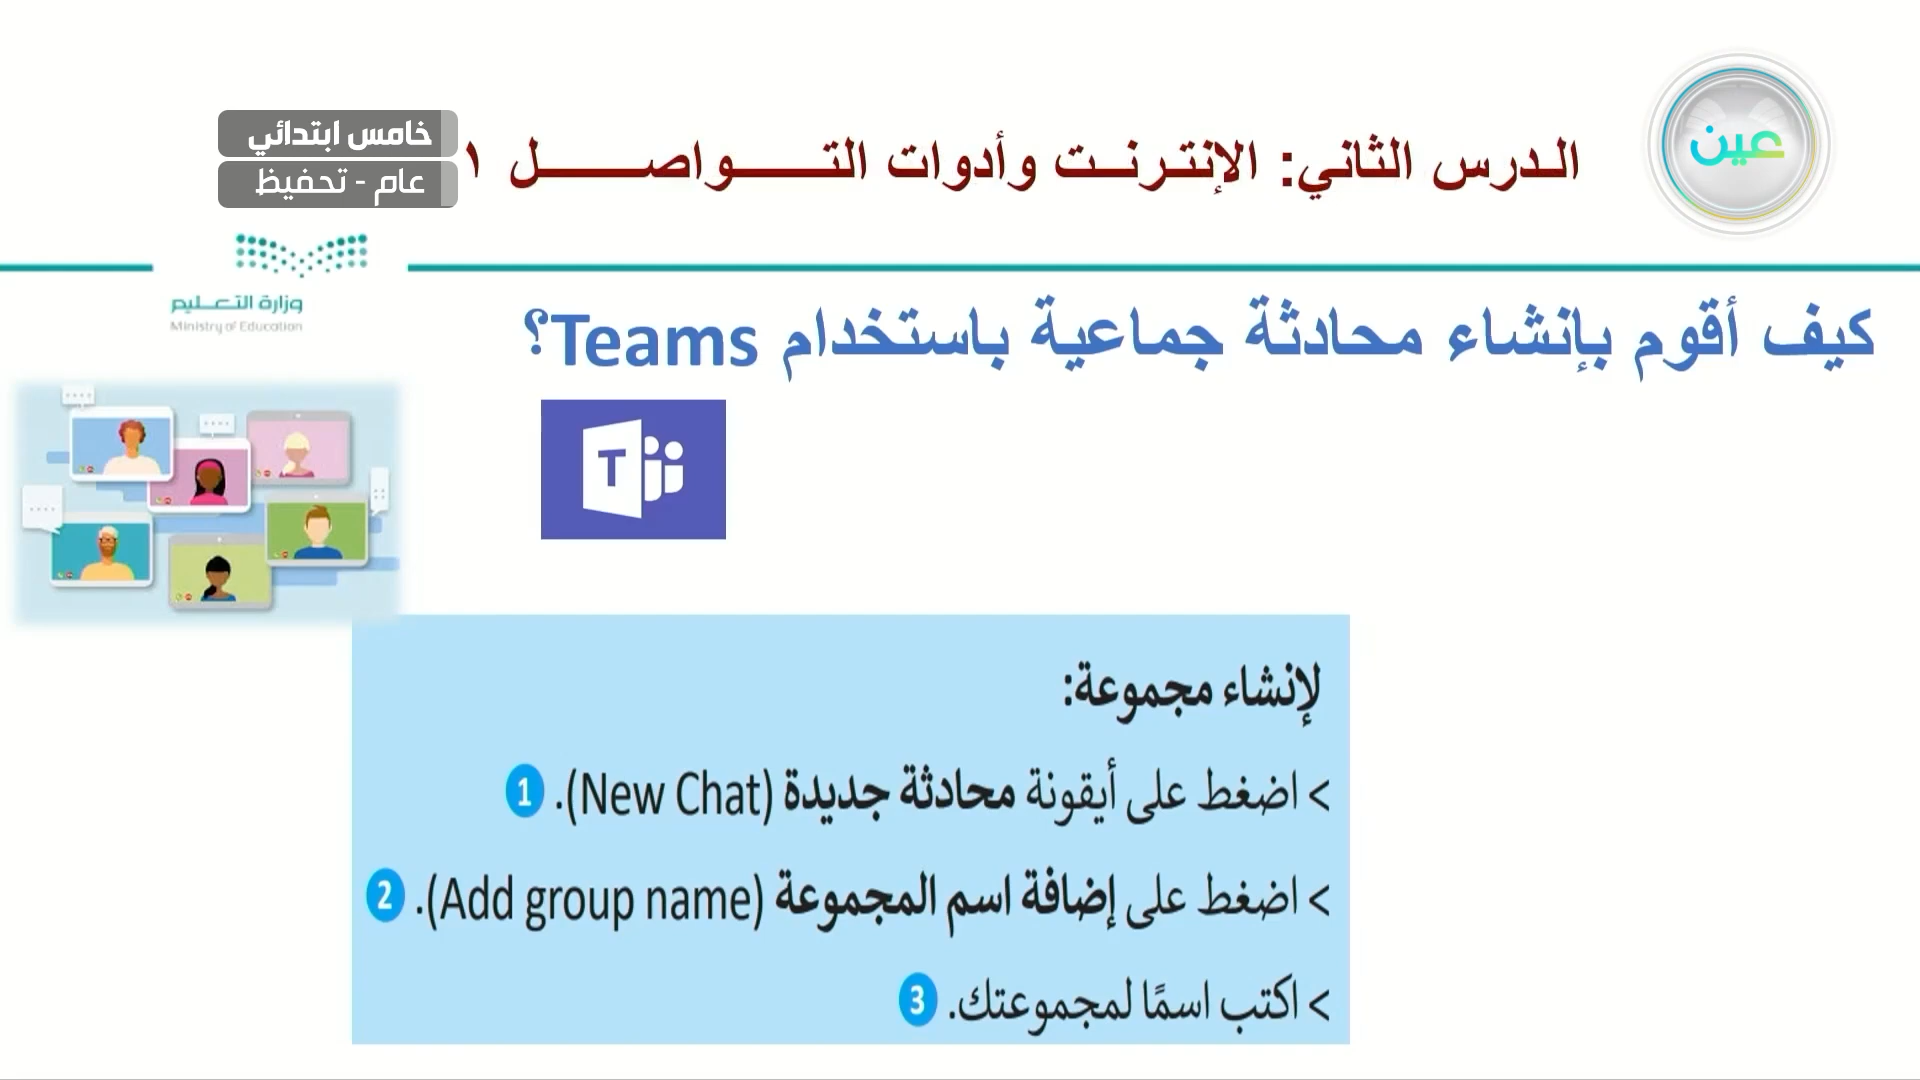 عين
خامس ابتدائي
عام - تحفيظ
الدرس الثاني: الإنترنت وأدوات التواصل ١
وزارة التعليم
Ministry of Education
كيف أقوم بإنشاء محادثة جماعية باستخدام Teams؟
T
لإنشاء مجموعة:
> اضغط على أيقونة محادثة جديدة (New Chat). 1
> اضغط على إضافة اسم المجموعة (Add group name). 2
> اكتب اسمًا لمجموعتك. 3